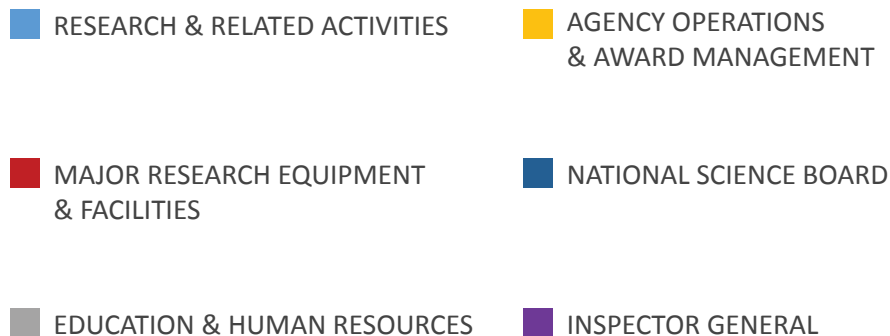 RESEARCH & RELATED ACTIVITIES
AGENCY OPERATIONS
& AWARD MANAGEMENT
MAJOR RESEARCH EQUIPMENT
& FACILITIES
NATIONAL SCIENCE BOARD
EDUCATION & HUMAN RESOURCES
INSPECTOR GENERAL